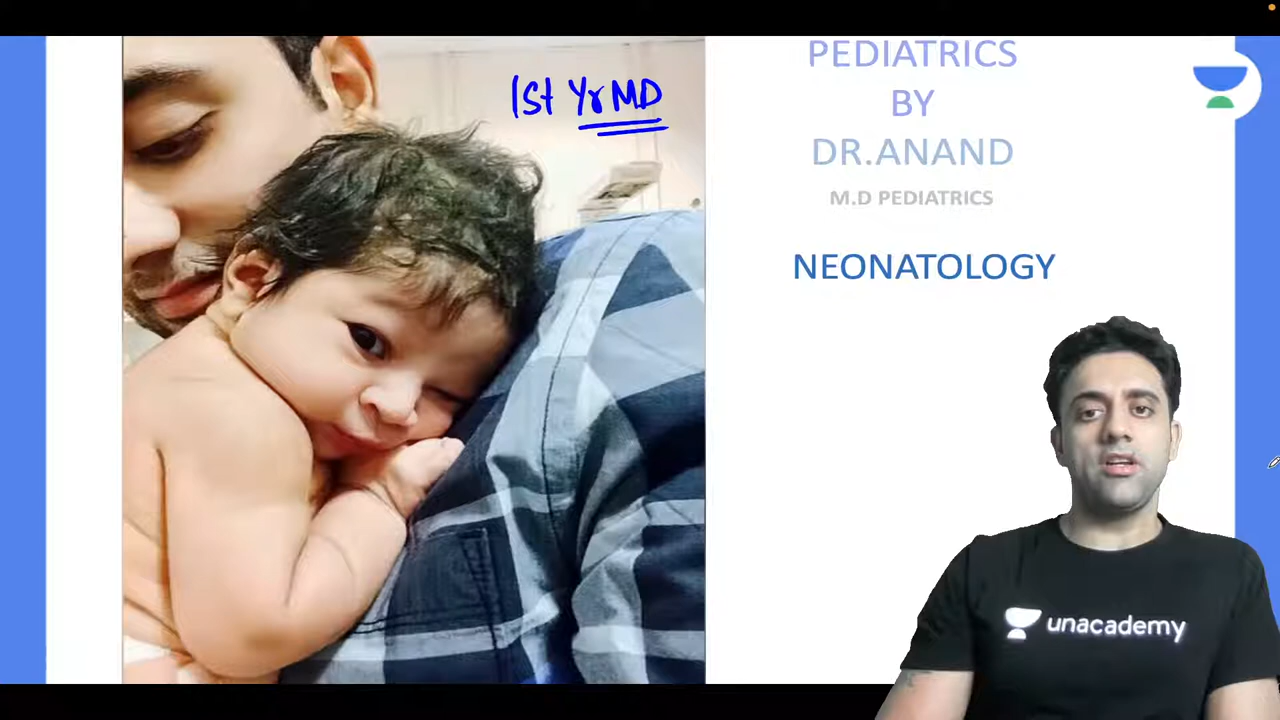 1st Yr MD
PEDIATRICS
BY
DR.ANAND
M.D PEDIATRICS
NEONATOLOGY
unacademy